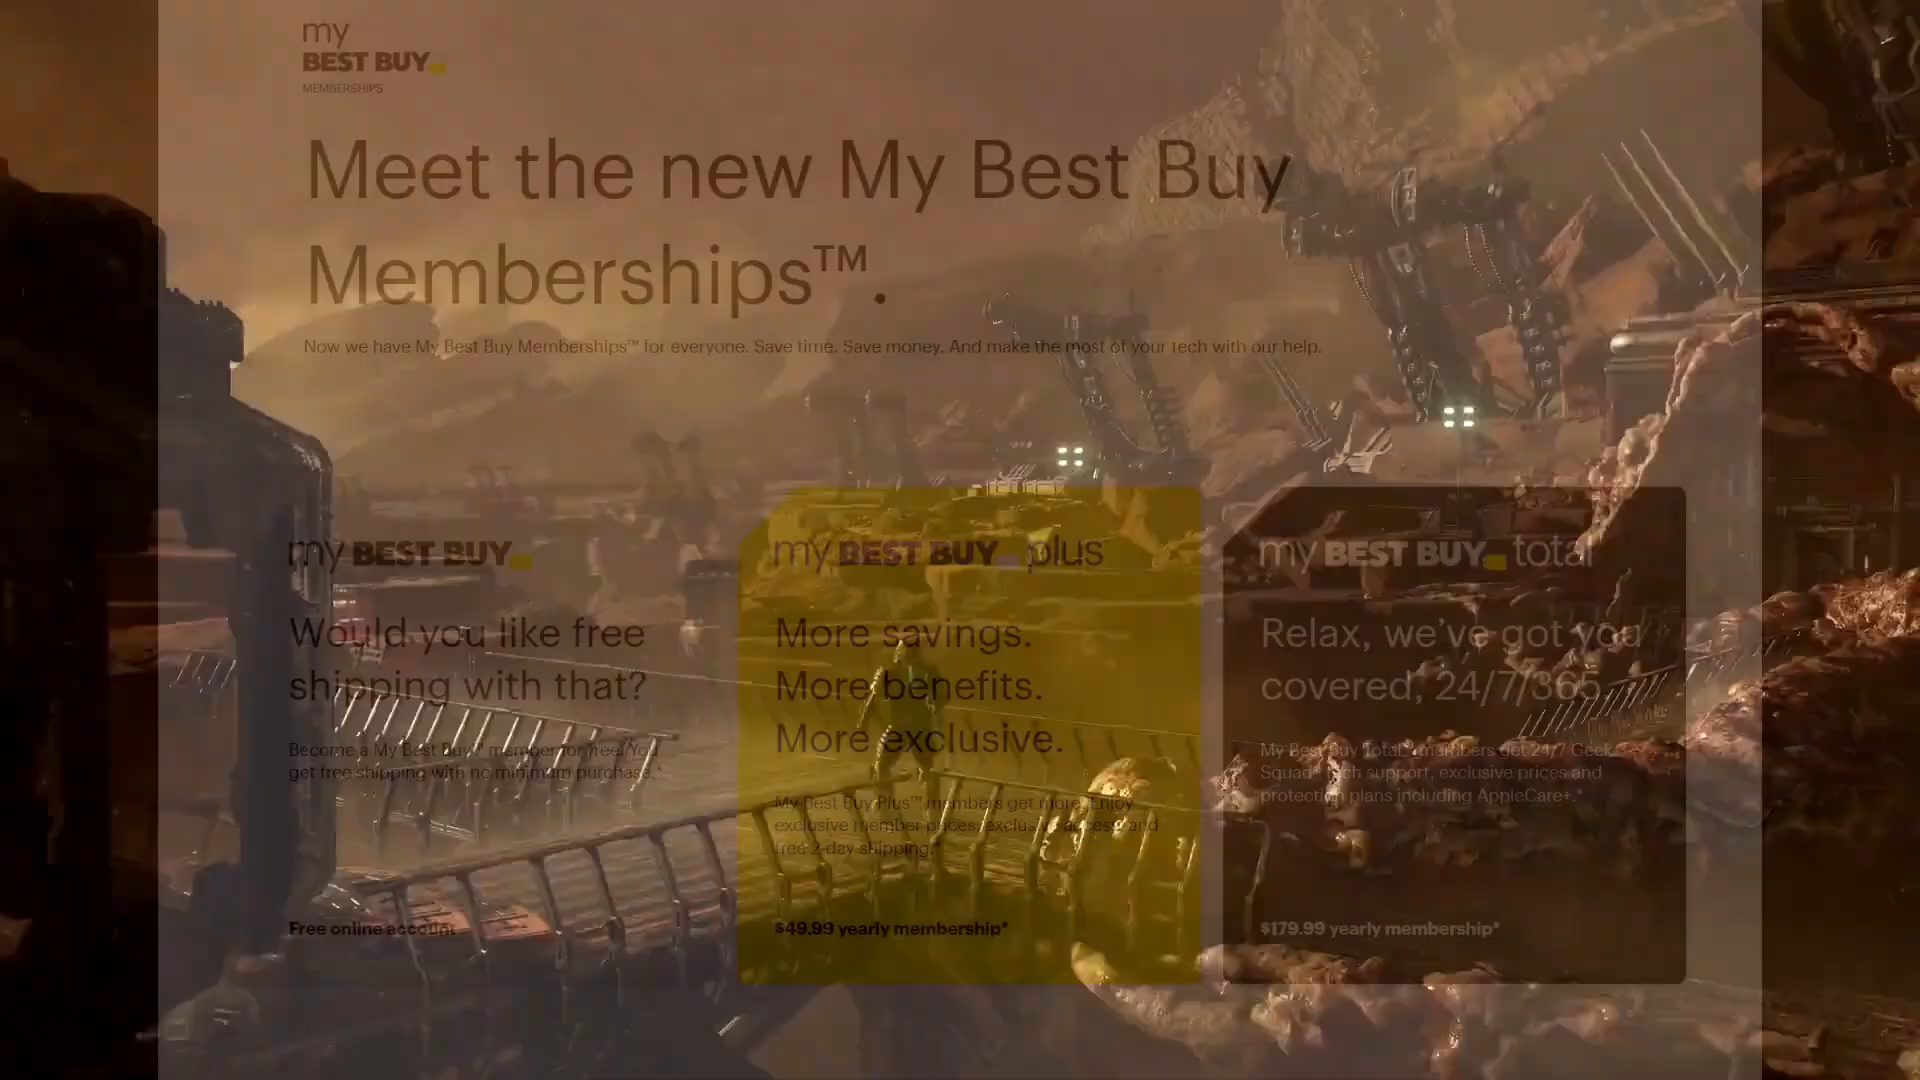 my
BEST BUY
MEMBERSHIPS
Meet the new My Best Buy
Memberships™.
Now we have My Best Buy Memberships™ for everyone. Save time. Save money. And make the most of your tech with our help.
my BEST BUY
Would you like free
shipping with that?
Become a My Best Buy™ member for free. You
get free shipping with no minimum purchase.*
Free online account
my BEST BUY plus
More savings.
More benefits.
More exclusive.
My Best Buy Plus™ members get more. Enjoy
exclusive member prices, exclusive access and
free 2-day shipping.*
$49.99 yearly membership*
my BEST BUY total
Relax, we've got you
covered, 24/7/365.
My Best Buy Total™ members get 24/7 Geek
Squad® tech support, exclusive prices and
protection plans including AppleCare+.*
$179.99 yearly membership*